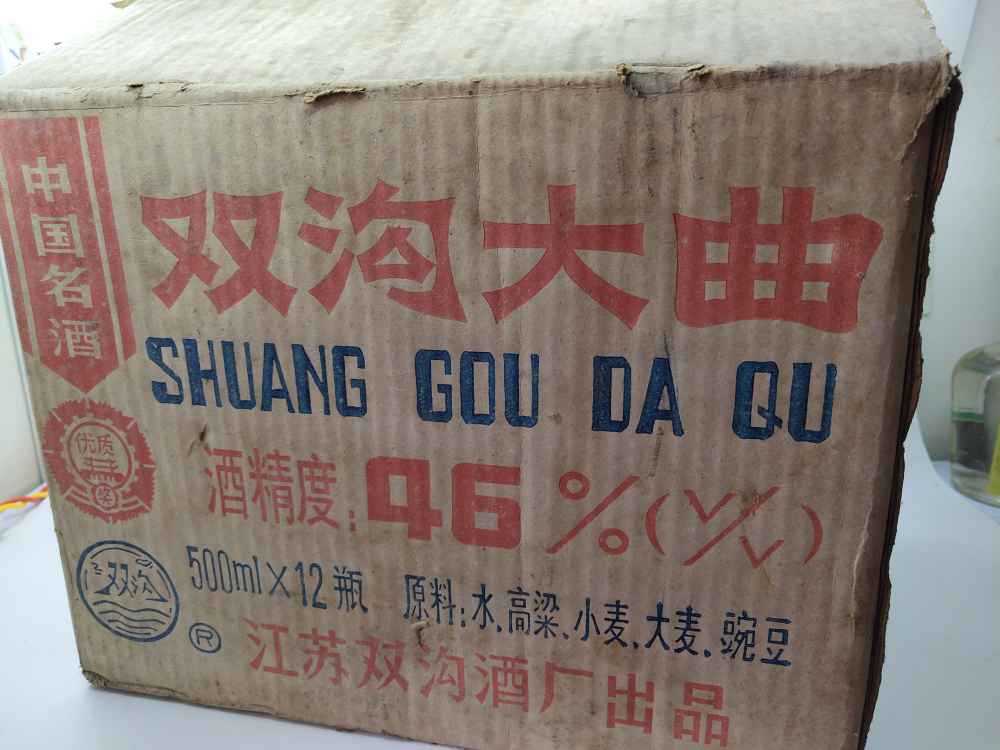 中国名酒
双沟大曲
SHUANG GOU DA QU
优质
奖
酒精度:46%(V/V)
双沟
500ml×12瓶 原料:水、高粱、小麦、大麦、豌豆
®
江苏双沟酒厂出品